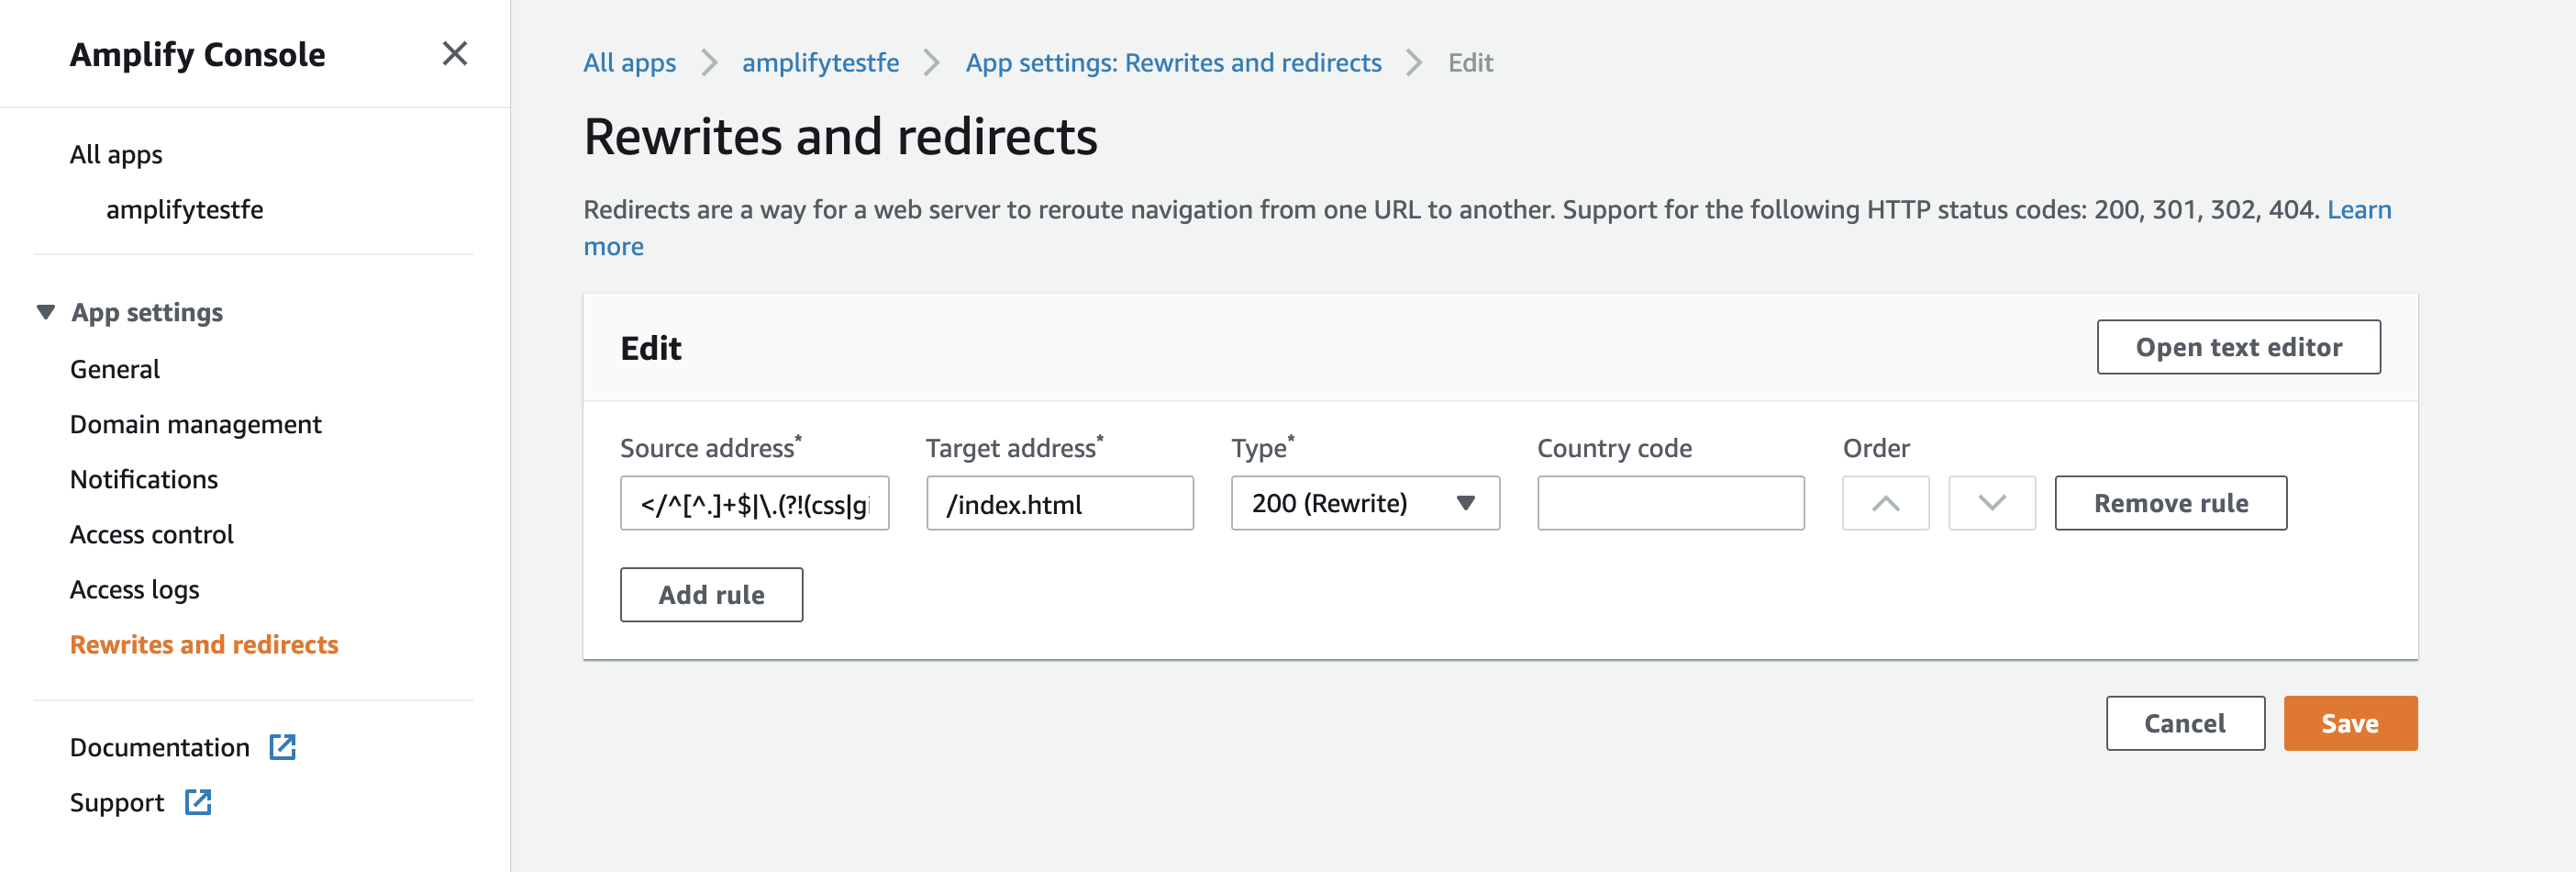 Amplify Console
All apps
amplifytestfe
App settings
General
Domain management
Notifications
Access control
Access logs
Rewrites and redirects
Documentation
Support
All apps > amplifytestfe > App settings: Rewrites and redirects > Edit
Rewrites and redirects
Redirects are a way for a web server to reroute navigation from one URL to another. Support for the following HTTP status codes: 200, 301, 302, 404. Learn
more
Edit
Open text editor
Source address* Target address* Type* Country code Order
</^[^.]+$|\.(?!(css|gi /index.html 200 (Rewrite) Remove rule
Add rule
Cancel Save